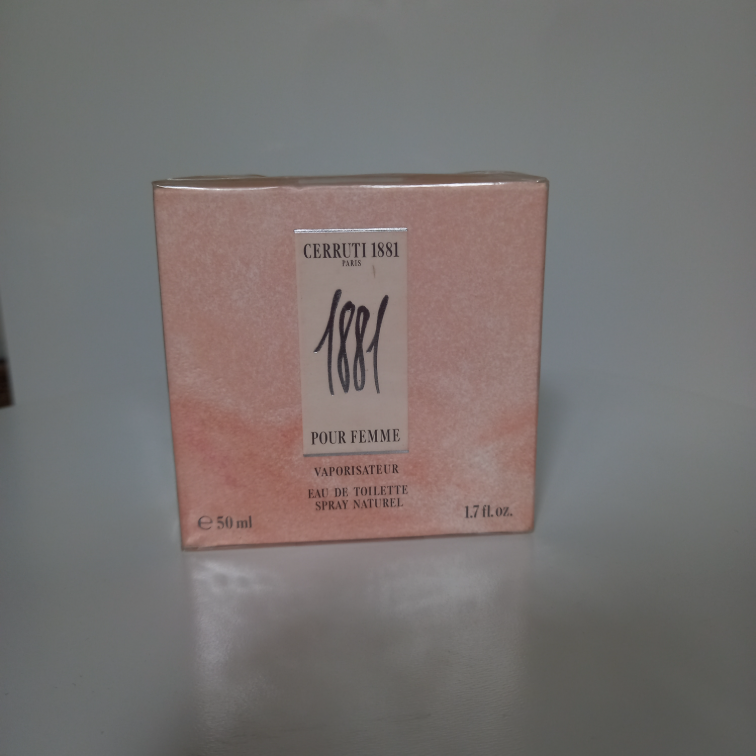 CERRUTI 1881
PARIS
1881
POUR FEMME
VAPORISATEUR
EAU DE TOILETTE
SPRAY NATUREL
℮ 50 ml
1.7 fl. oz.